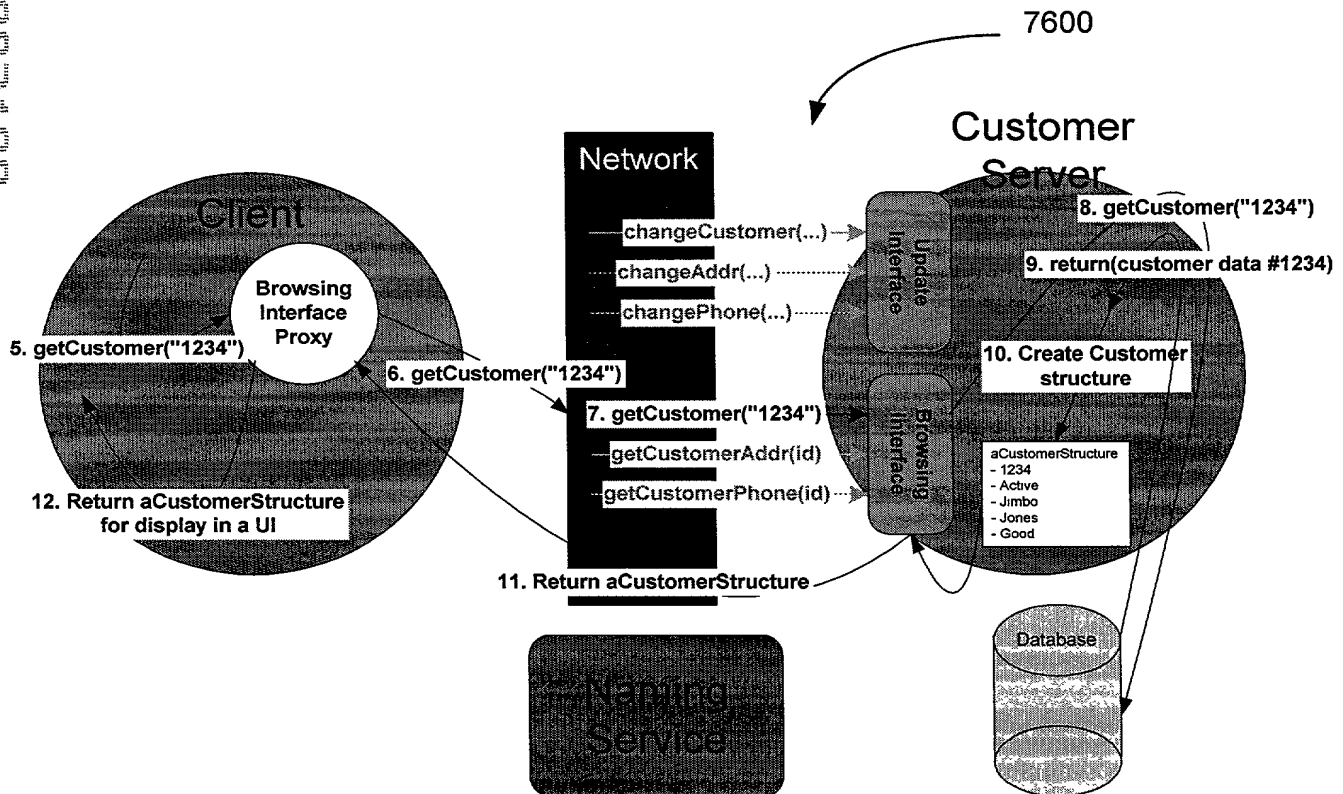 7600
Customer
Server
Network
Client
Browsing
Interface
Proxy
changeCustomer(...)
changeAddr(...)
changePhone(...)
Update
Interface
8. getCustomer("1234")
9. return(customer data #1234)
10. Create Customer
structure
5. getCustomer("1234")
6. getCustomer("1234")
7. getCustomer("1234")
getCustomerAddr(id)
getCustomerPhone(id)
Browsing
Interface
aCustomerStructure
- 1234
- Active
- Jimbo
- Jones
- Good
12. Return aCustomerStructure
for display in a UI
11. Return aCustomerStructure
Naming
Service
Database